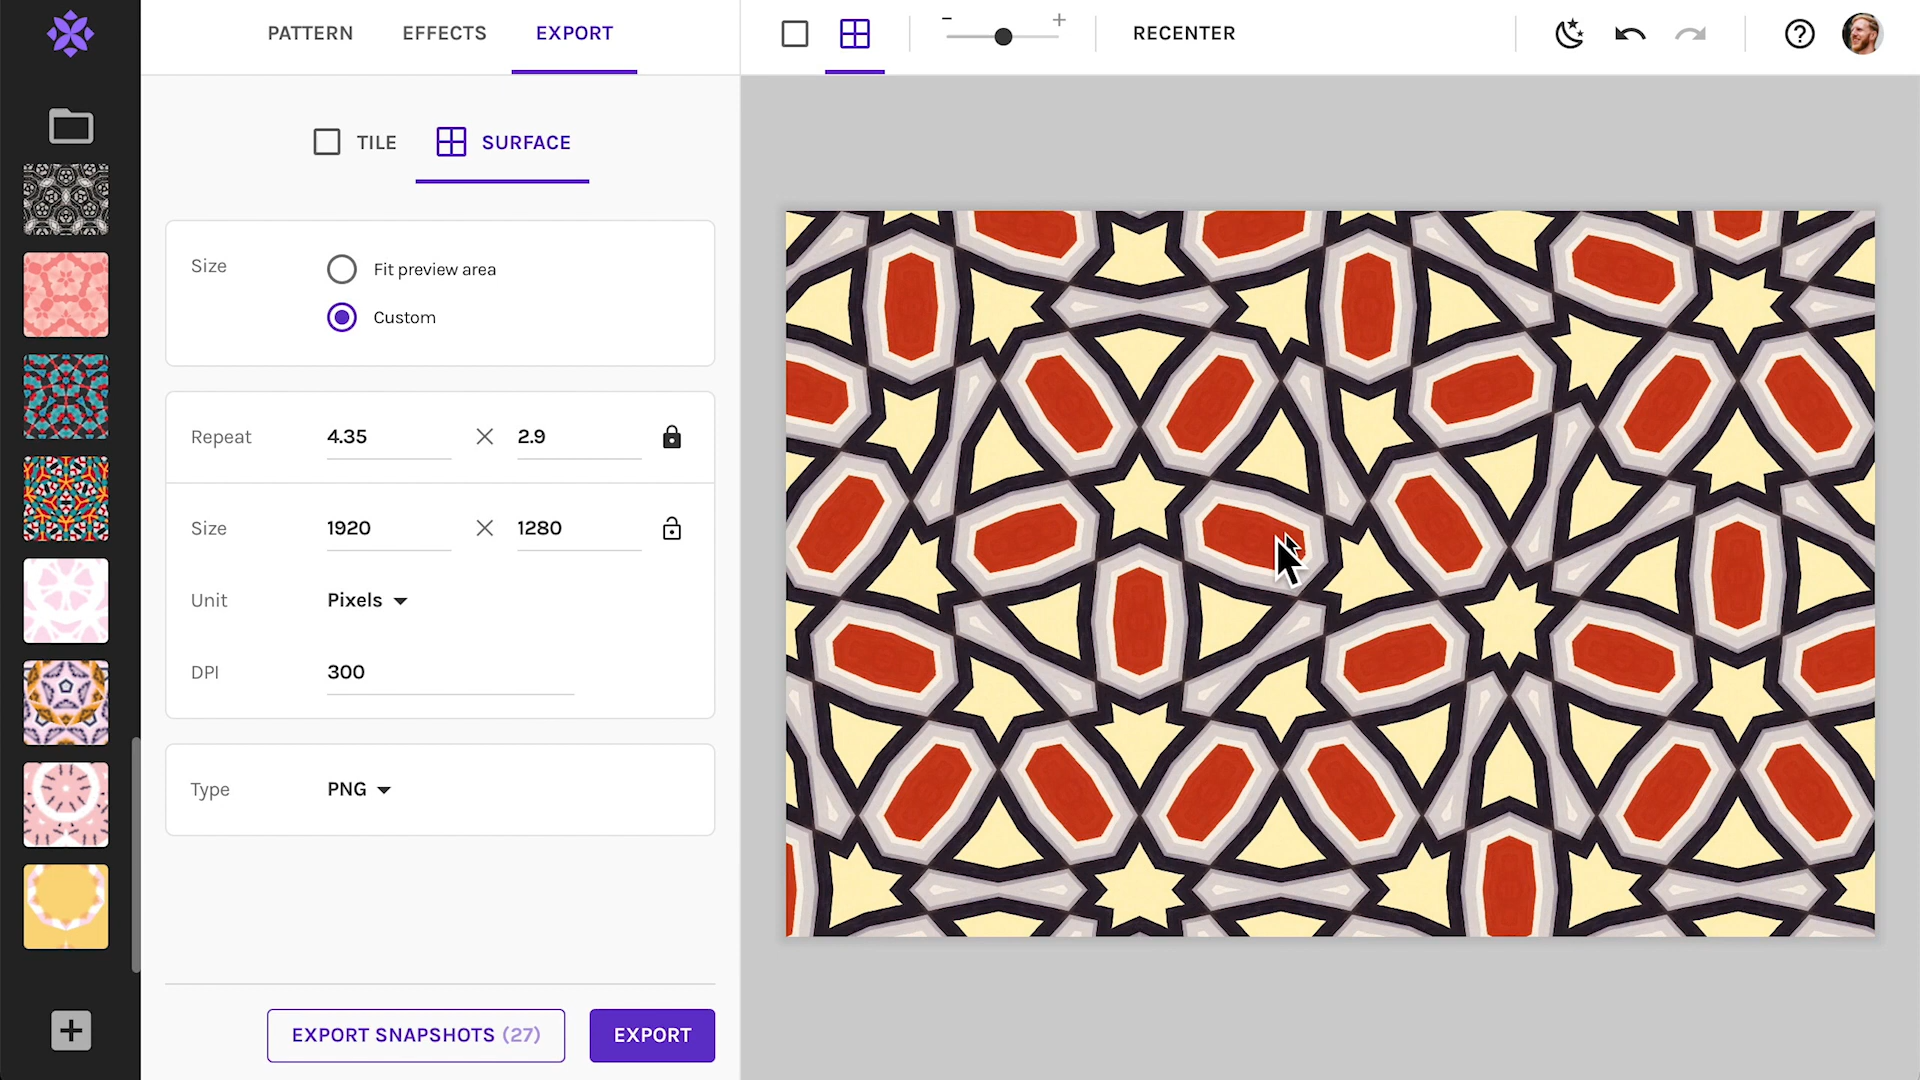 PATTERN EFFECTS EXPORT
− + RECENTER
TILE SURFACE
Size Fit preview area
Custom
Repeat 4.35 × 2.9
Size 1920 × 1280
Unit Pixels
DPI 300
Type PNG
EXPORT SNAPSHOTS (27) EXPORT